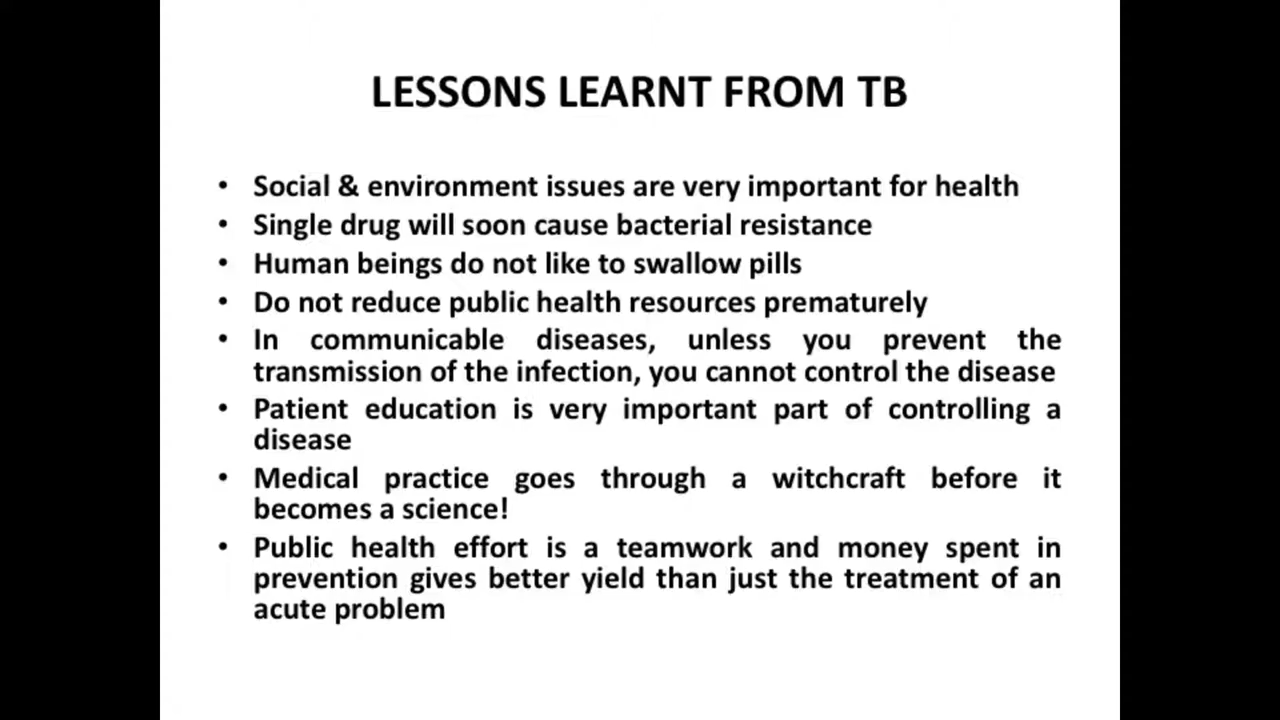 LESSONS LEARNT FROM TB
• Social & environment issues are very important for health
• Single drug will soon cause bacterial resistance
• Human beings do not like to swallow pills
• Do not reduce public health resources prematurely
• In communicable diseases, unless you prevent the
transmission of the infection, you cannot control the disease
• Patient education is very important part of controlling a
disease
• Medical practice goes through a witchcraft before it
becomes a science!
• Public health effort is a teamwork and money spent in
prevention gives better yield than just the treatment of an
acute problem